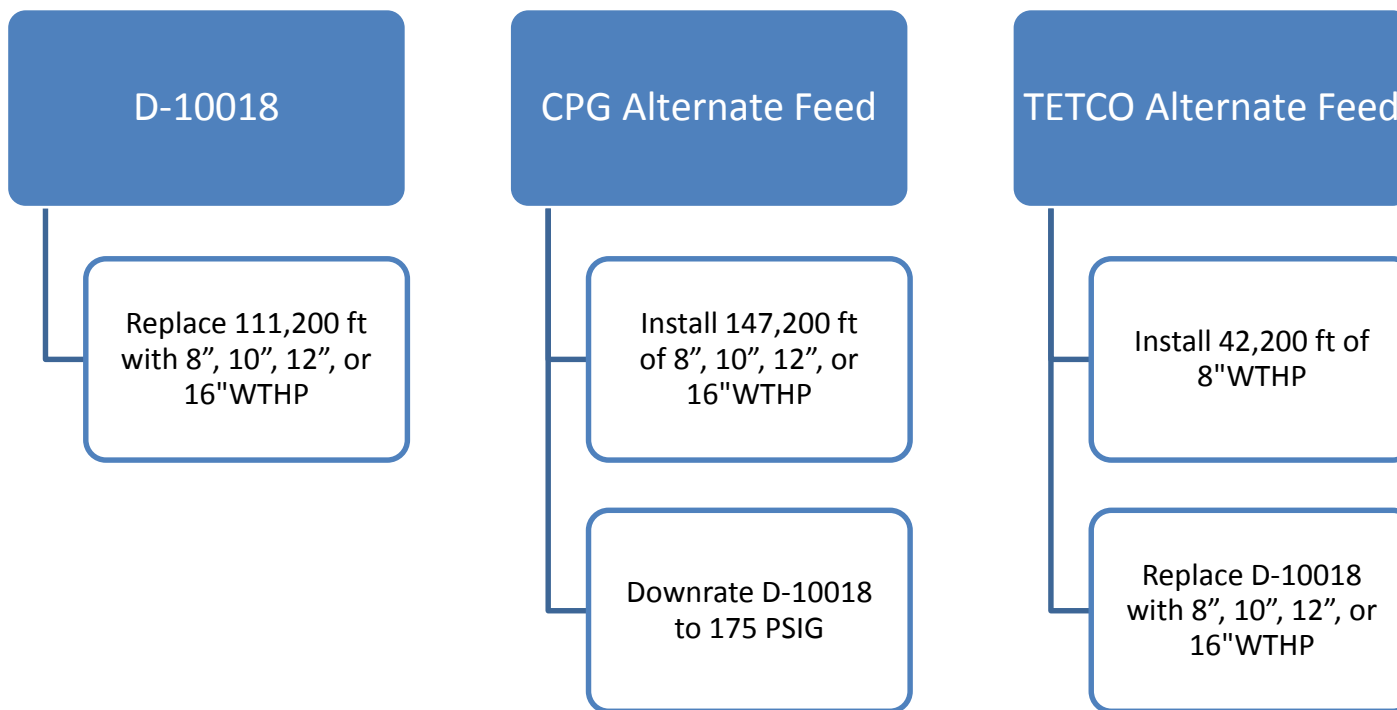 D-10018
Replace 111,200 ft
with 8”, 10”, 12”, or
16"WTHP
CPG Alternate Feed
Install 147,200 ft
of 8”, 10”, 12”, or
16"WTHP
Downrate D-10018
to 175 PSIG
TETCO Alternate Feed
Install 42,200 ft of
8"WTHP
Replace D-10018
with 8”, 10”, 12”, or
16"WTHP